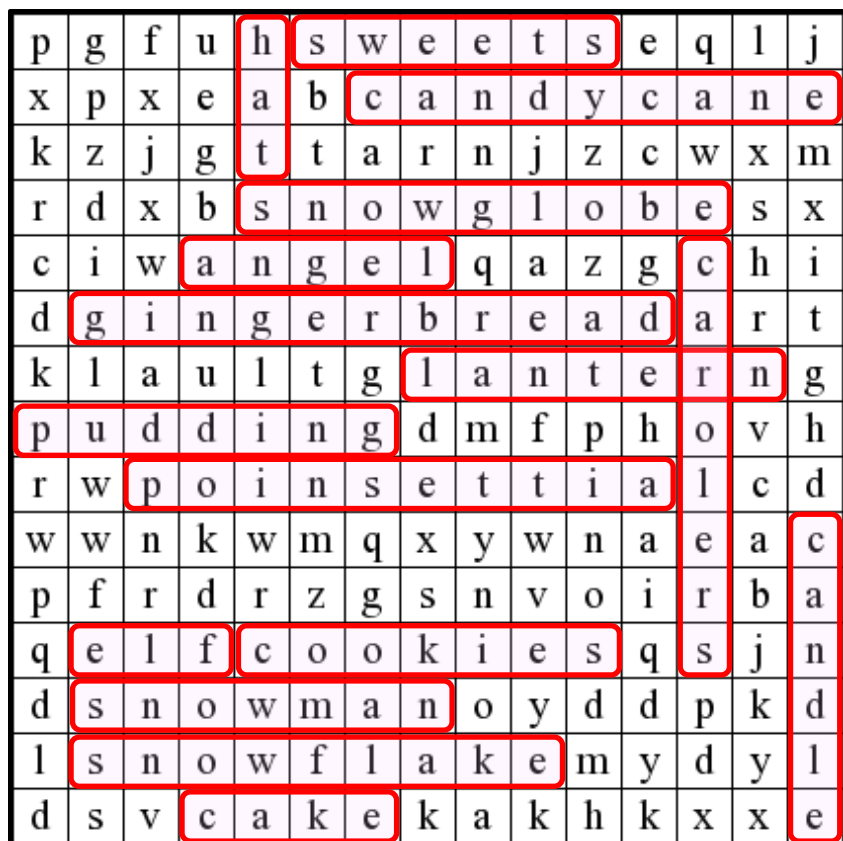 p g f u h s w e e t s e q l j
x p x e a b c a n d y c a n e
k z j g t t a r n j z c w x m
r d x b s n o w g l o b e s x
c i w a n g e l q a z g c h i
d g i n g e r b r e a d a r t
k l a u l t g l a n t e r n g
p u d d i n g d m f p h o v h
r w p o i n s e t t i a l c d
w w n k w m q x y w n a e a c
p f r d r z g s n v o i r b a
q e l f c o o k i e s q s j n
d s n o w m a n o y d d p k d
l s n o w f l a k e m y d y l
d s v c a k e k a k h k x x e